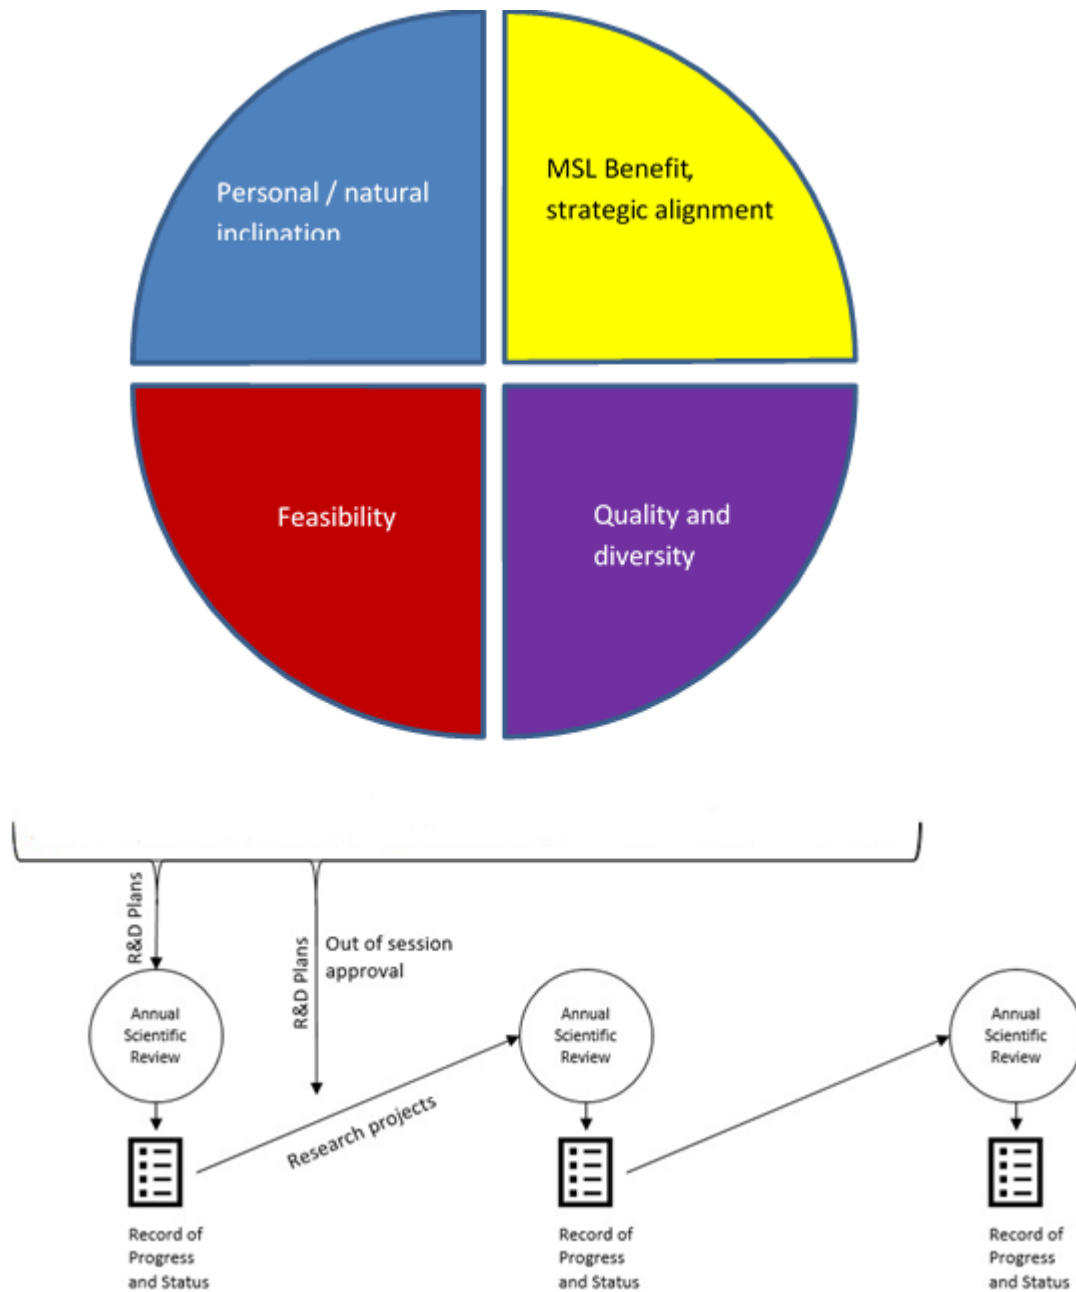 Personal / natural
inclination
MSL Benefit,
strategic alignment
Feasibility
Quality and
diversity
R&D Plans
R&D Plans
Out of session
approval
Annual
Scientific
Review
Annual
Scientific
Review
Annual
Scientific
Review
Research projects
Record of
Progress
and Status
Record of
Progress
and Status
Record of
Progress
and Status